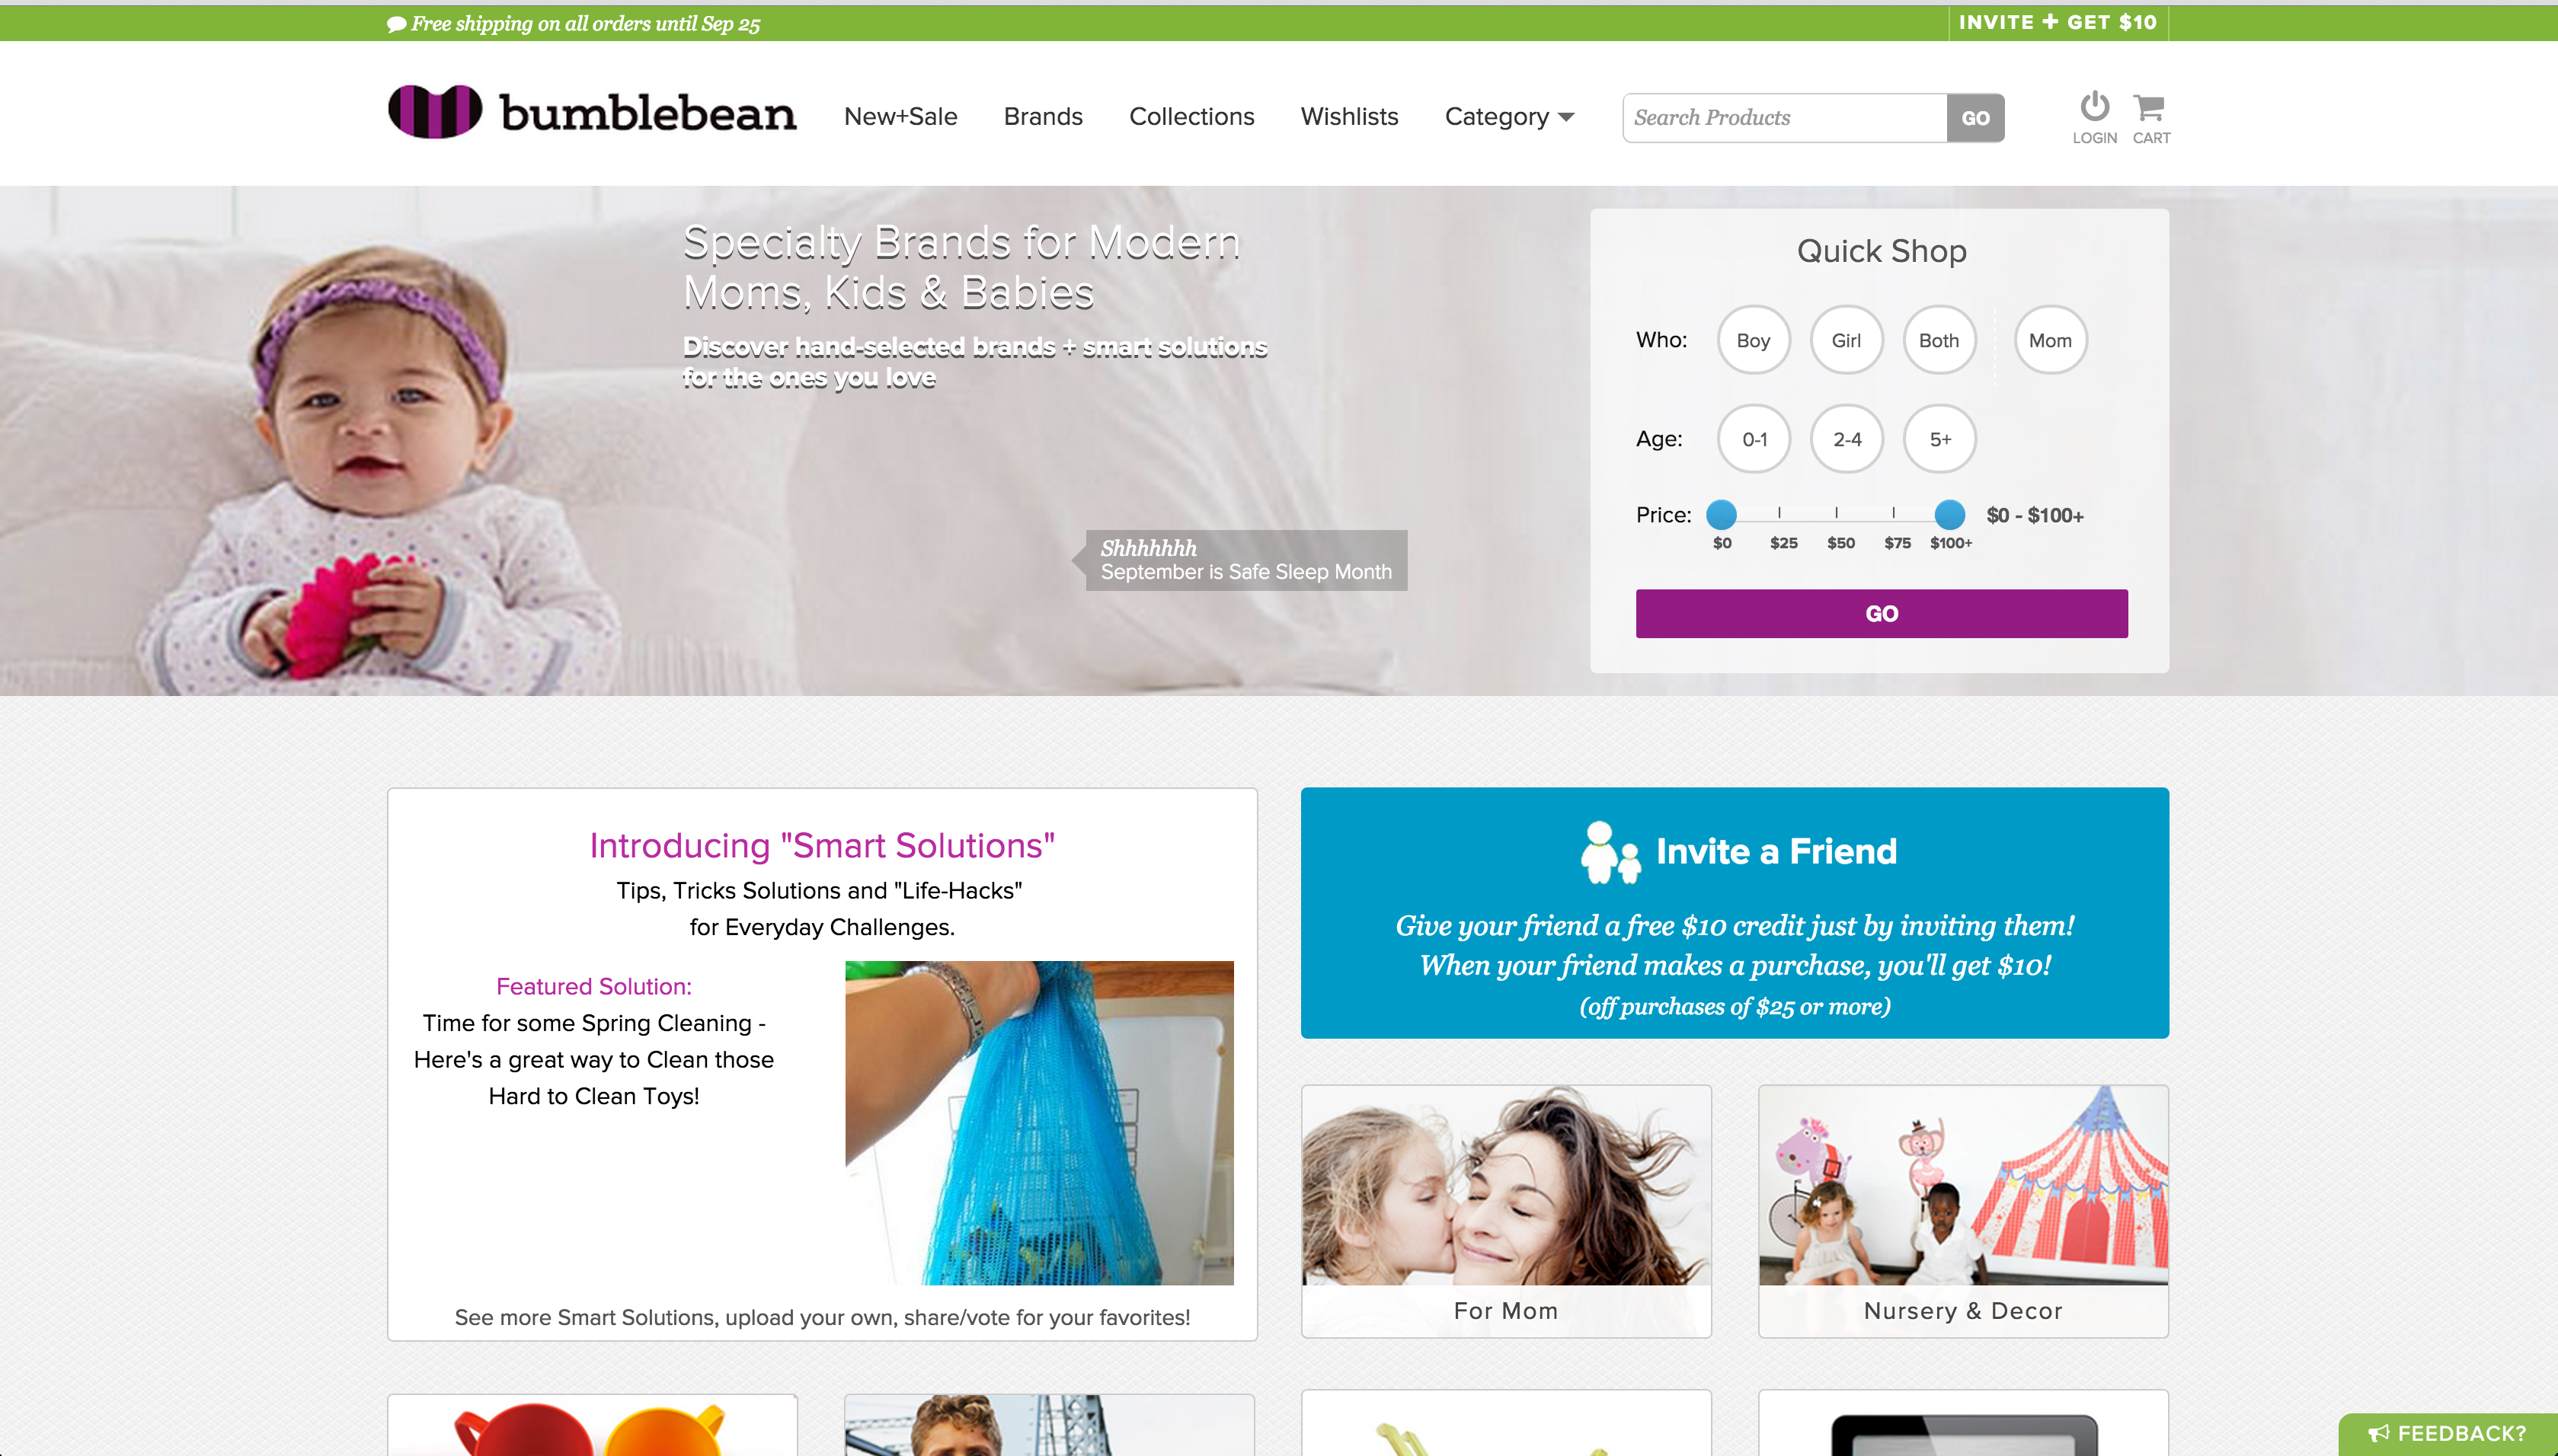 Free shipping on all orders until Sep 25
INVITE + GET $10
bumblebean
New+Sale
Brands
Collections
Wishlists
Category
Search Products
GO
LOGIN
CART
Specialty Brands for Modern
Moms, Kids & Babies
Discover hand-selected brands + smart solutions
for the ones you love
Shhhhhhh
September is Safe Sleep Month
Quick Shop
Who:
Boy
Girl
Both
Mom
Age:
0-1
2-4
5+
Price:
$0 - $100+
$0
$25
$50
$75
$100+
GO
Introducing "Smart Solutions"
Tips, Tricks Solutions and "Life-Hacks"
for Everyday Challenges.
Featured Solution:
Time for some Spring Cleaning -
Here's a great way to Clean those
Hard to Clean Toys!
See more Smart Solutions, upload your own, share/vote for your favorites!
Invite a Friend
Give your friend a free $10 credit just by inviting them!
When your friend makes a purchase, you'll get $10!
(off purchases of $25 or more)
For Mom
Nursery & Decor
FEEDBACK?